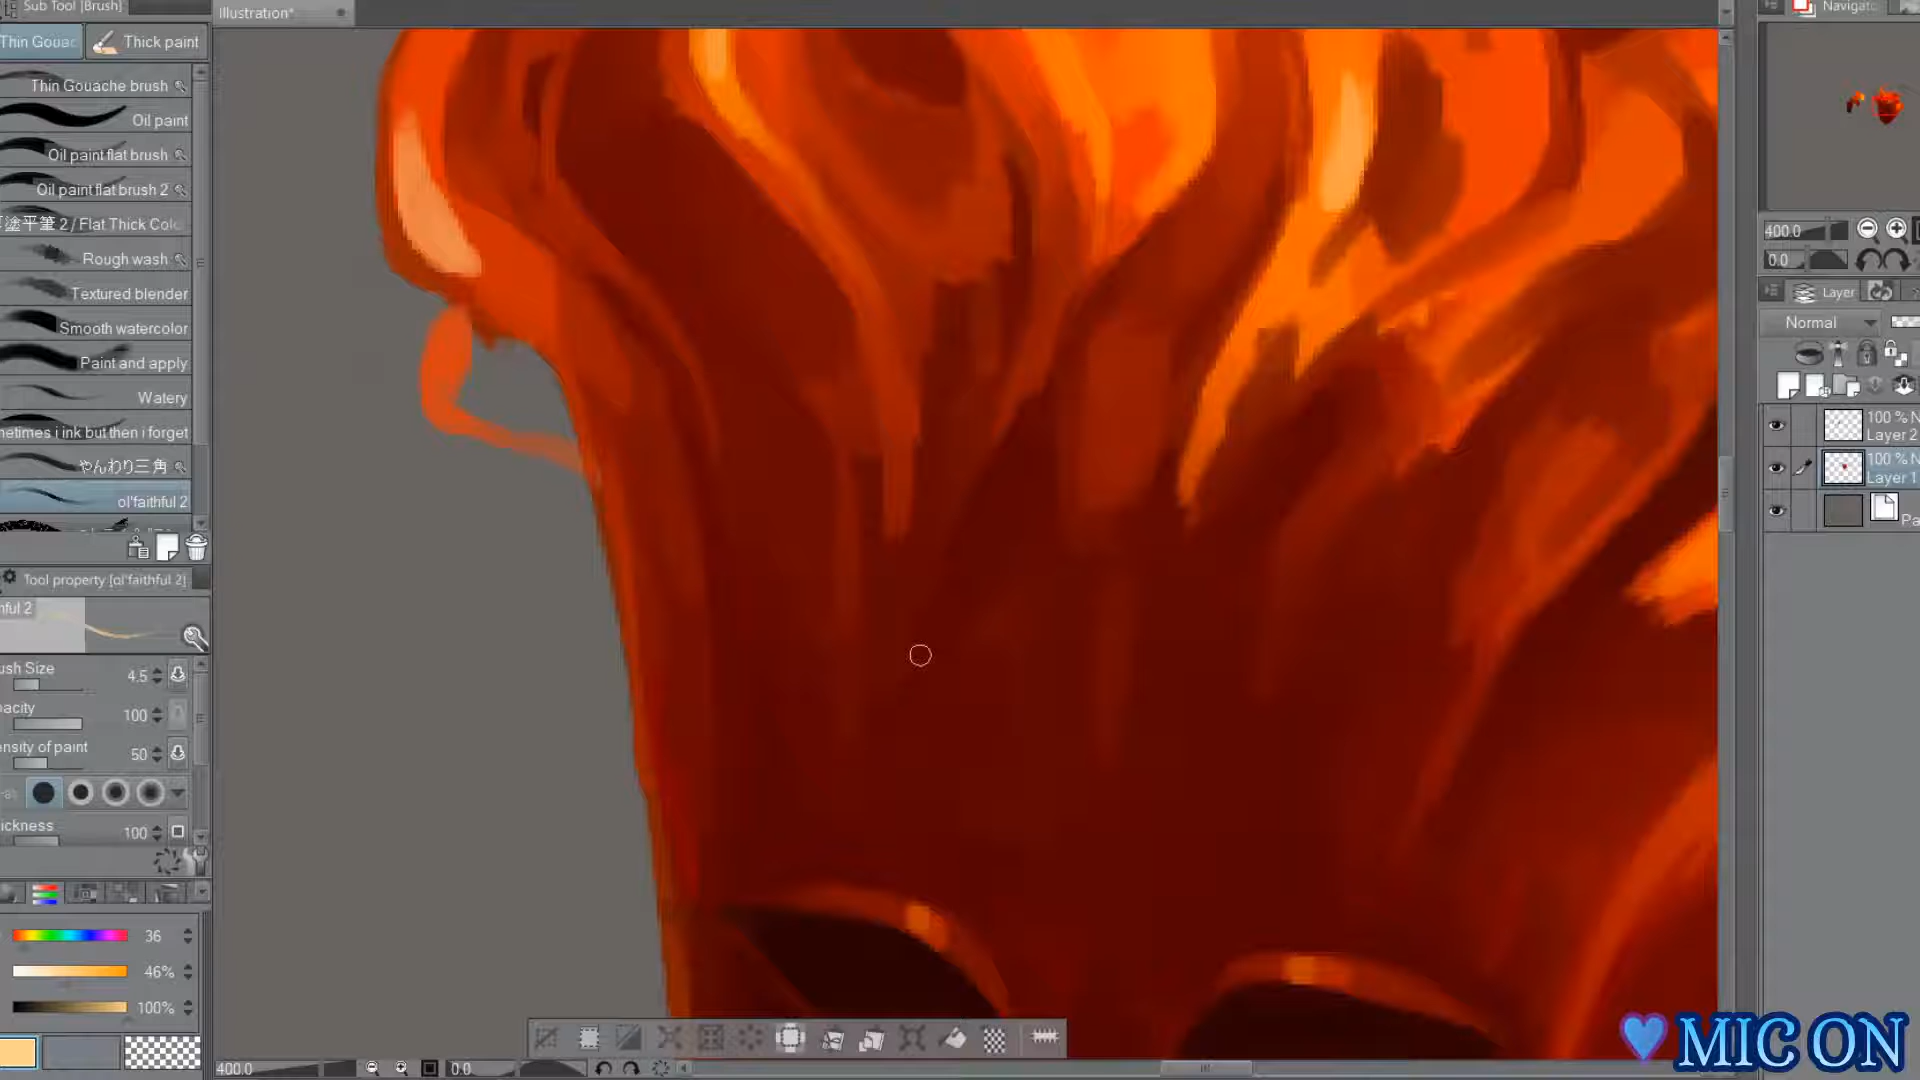 Sub Tool [Brush]
Illustration*
Navigato
Thin Gouac
Thick paint
Thin Gouache brush
Oil paint
Oil paint flat brush
Oil paint flat brush 2
塗平筆 2 / Flat Thick Colo
Rough wash
Textured blender
Smooth watercolor
Paint and apply
Watery
netimes i ink but then i forget
やんわり三角
ol'faithful 2
Tool property [ol'faithful 2]
hful 2
ush Size
4.5
pacity
100
ensity of paint
50
ickness
100
36
46%
100%
400.0
0.0
400.0
0.0
Layer
Normal
100 % N
Layer 2
100 % N
Layer 1
Pa
MIC ON